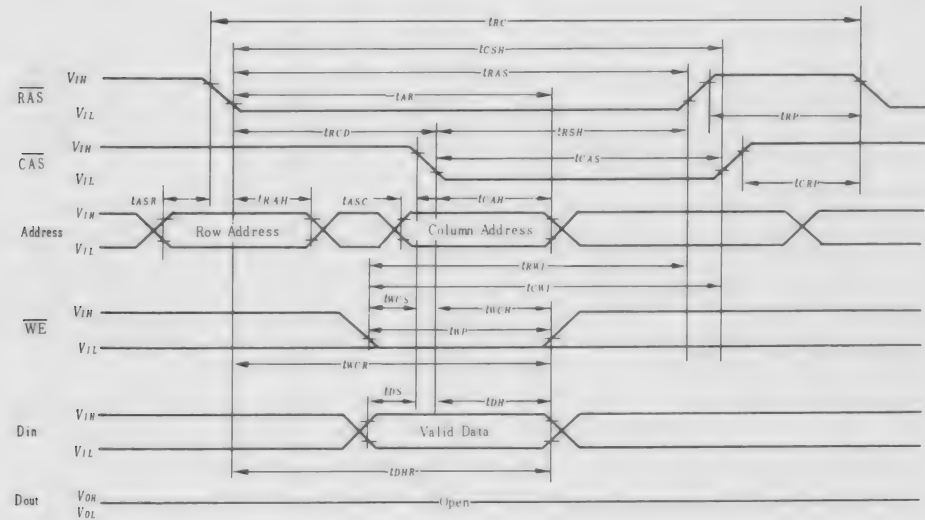 tRC
tCSH
tRAS
tAR
RAS VIH
VIL
tRCD tRSH tRP
CAS VIH
VIL
tCAS
tCRP
tASR tRAH tASC tCAH
Address VIH
VIL
Row Address Column Address
tRWL
tCWL
tWCS tWCH
WE VIH
VIL
tWP
tWCR
tDS tDH
Din VIH
VIL
Valid Data
tDHR
Dout VOH
VOL
Open